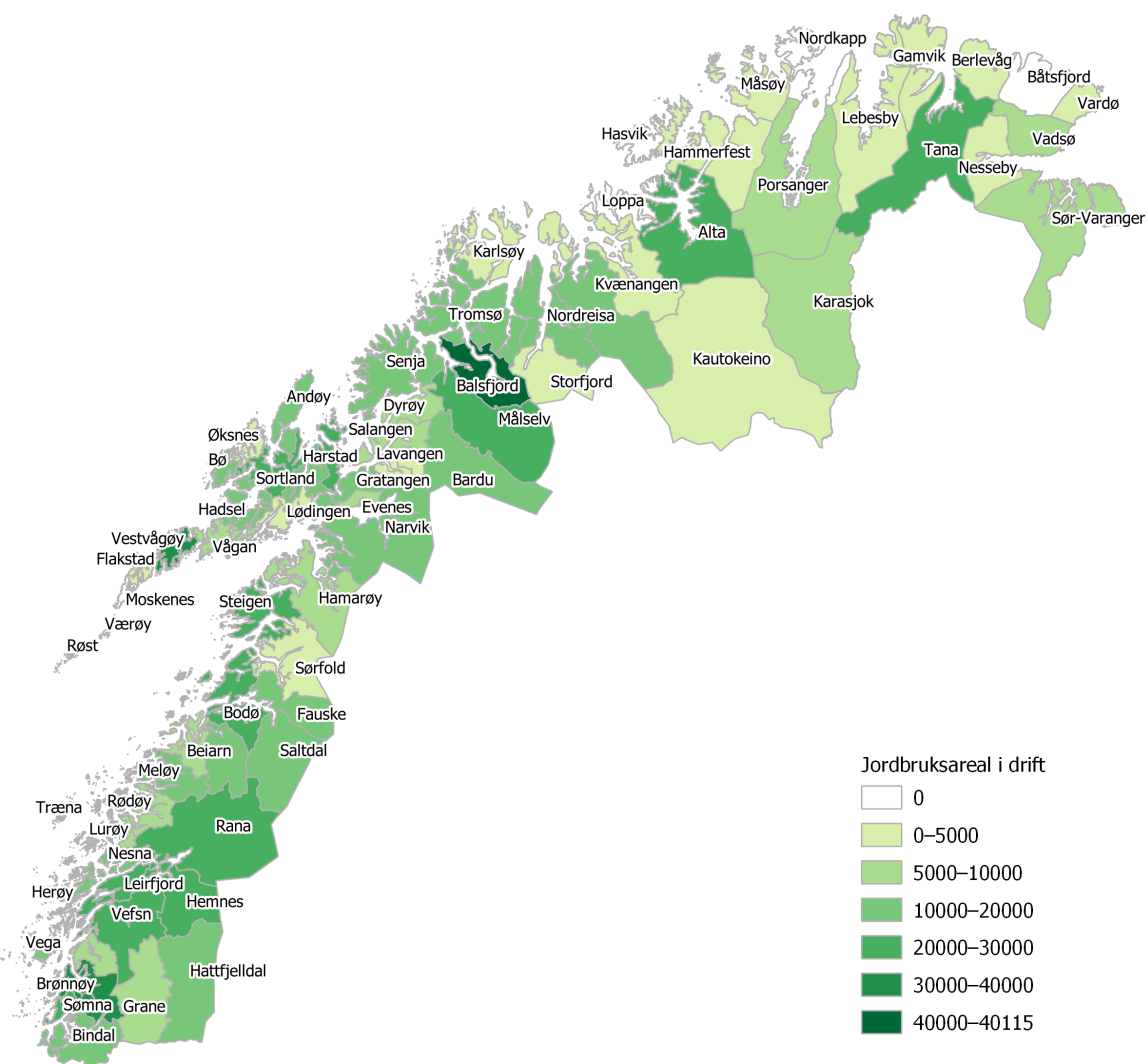 Nordkapp
Gamvik
Berlevåg
Båtsfjord
Måsøy
Vardø
Lebesby
Hasvik
Vadsø
Tana
Hammerfest
Nesseby
Porsanger
Loppa
Sør-Varanger
Alta
Karlsøy
Kvænangen
Karasjok
Tromsø
Nordreisa
Kautokeino
Senja
Storfjord
Balsfjord
Andøy
Dyrøy
Målselv
Salangen
Øksnes
Harstad
Lavangen
Bø
Sortland
Gratangen
Bardu
Hadsel
Lødingen
Evenes
Narvik
Vestvågøy
Vågan
Flakstad
Moskenes
Steigen
Hamarøy
Værøy
Røst
Sørfold
Bodø
Fauske
Beiarn
Saltdal
Meløy
Rødøy
Træna
Lurøy
Rana
Nesna
Leirfjord
Herøy
Hemnes
Vefsn
Vega
Hattfjelldal
Brønnøy
Sømna
Grane
Bindal
Jordbruksareal i drift
0
0–5000
5000–10000
10000–20000
20000–30000
30000–40000
40000–40115